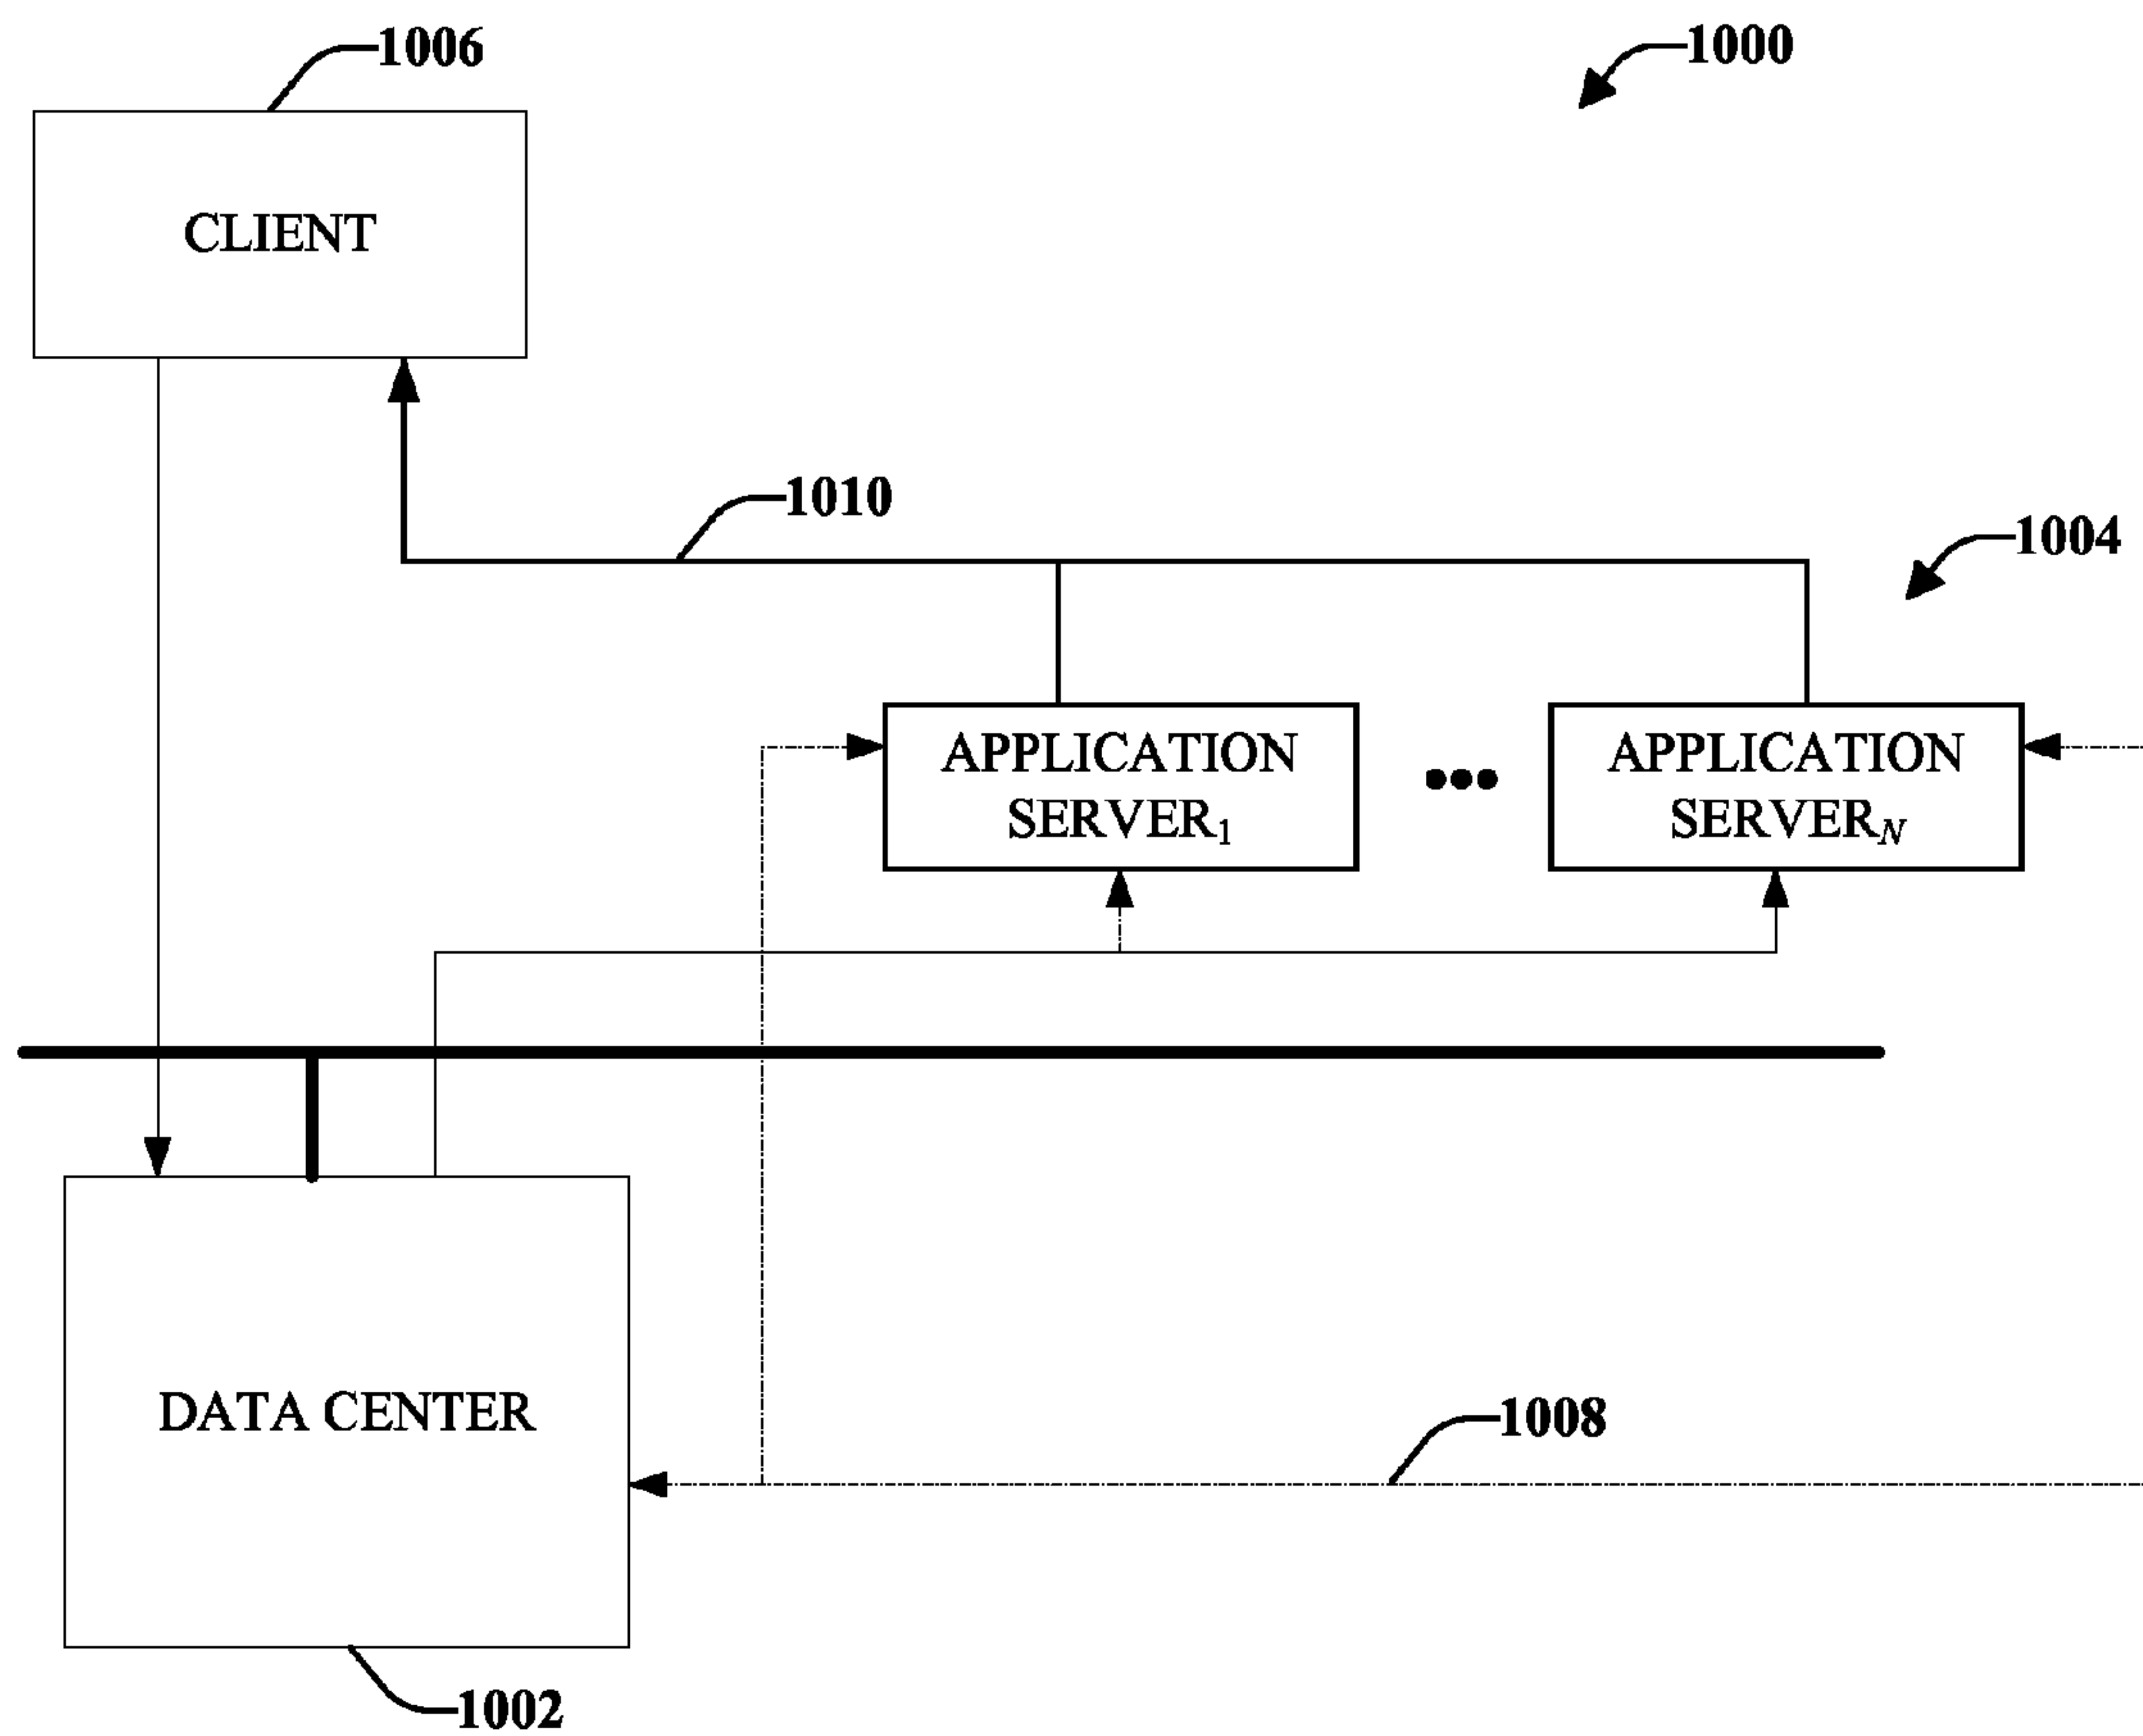 1006
1000
CLIENT
1010
1004
APPLICATION
SERVER1
APPLICATION
SERVERN
DATA CENTER
1008
1002